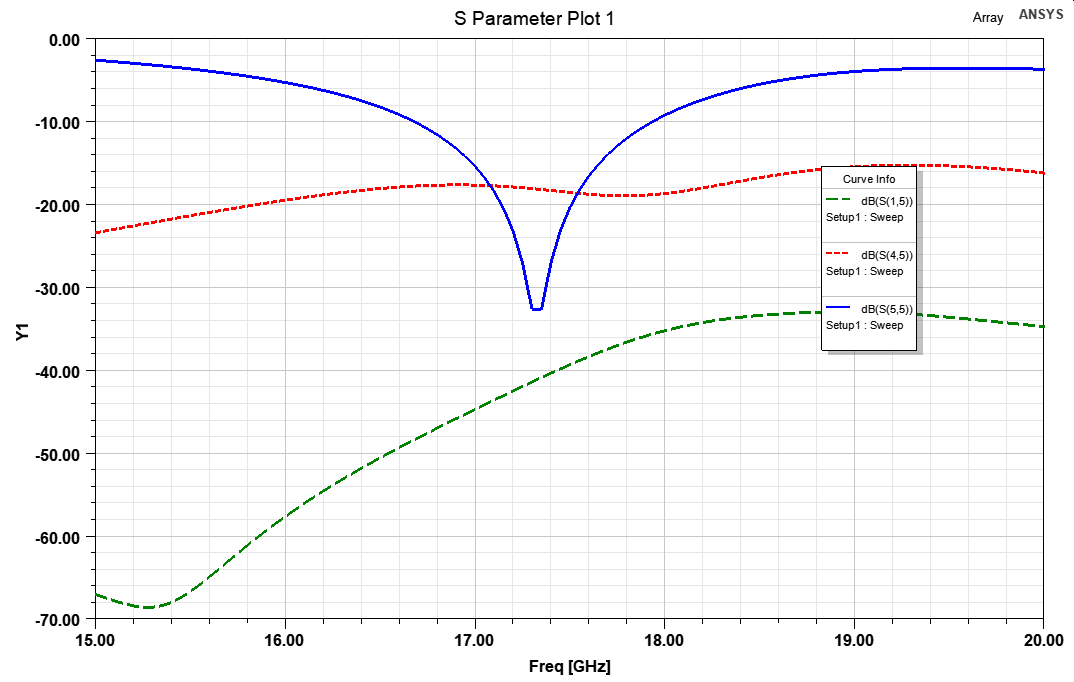 S Parameter Plot 1
Array
ANSYS
0.00
-10.00
-20.00
-30.00
-40.00
-50.00
-60.00
-70.00
Y1
Curve Info
dB(S(1,5))
Setup1 : Sweep
dB(S(4,5))
Setup1 : Sweep
dB(S(5,5))
Setup1 : Sweep
15.00
16.00
17.00
18.00
19.00
20.00
Freq [GHz]